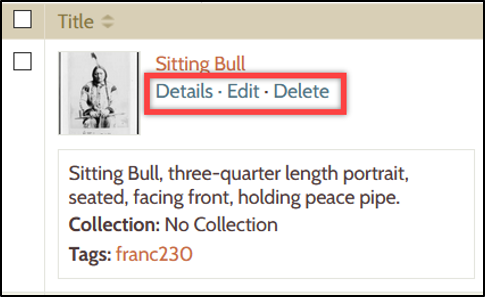 Title
Sitting Bull
Details · Edit · Delete
Sitting Bull, three-quarter length portrait,
seated, facing front, holding peace pipe.
Collection: No Collection
Tags: franc230